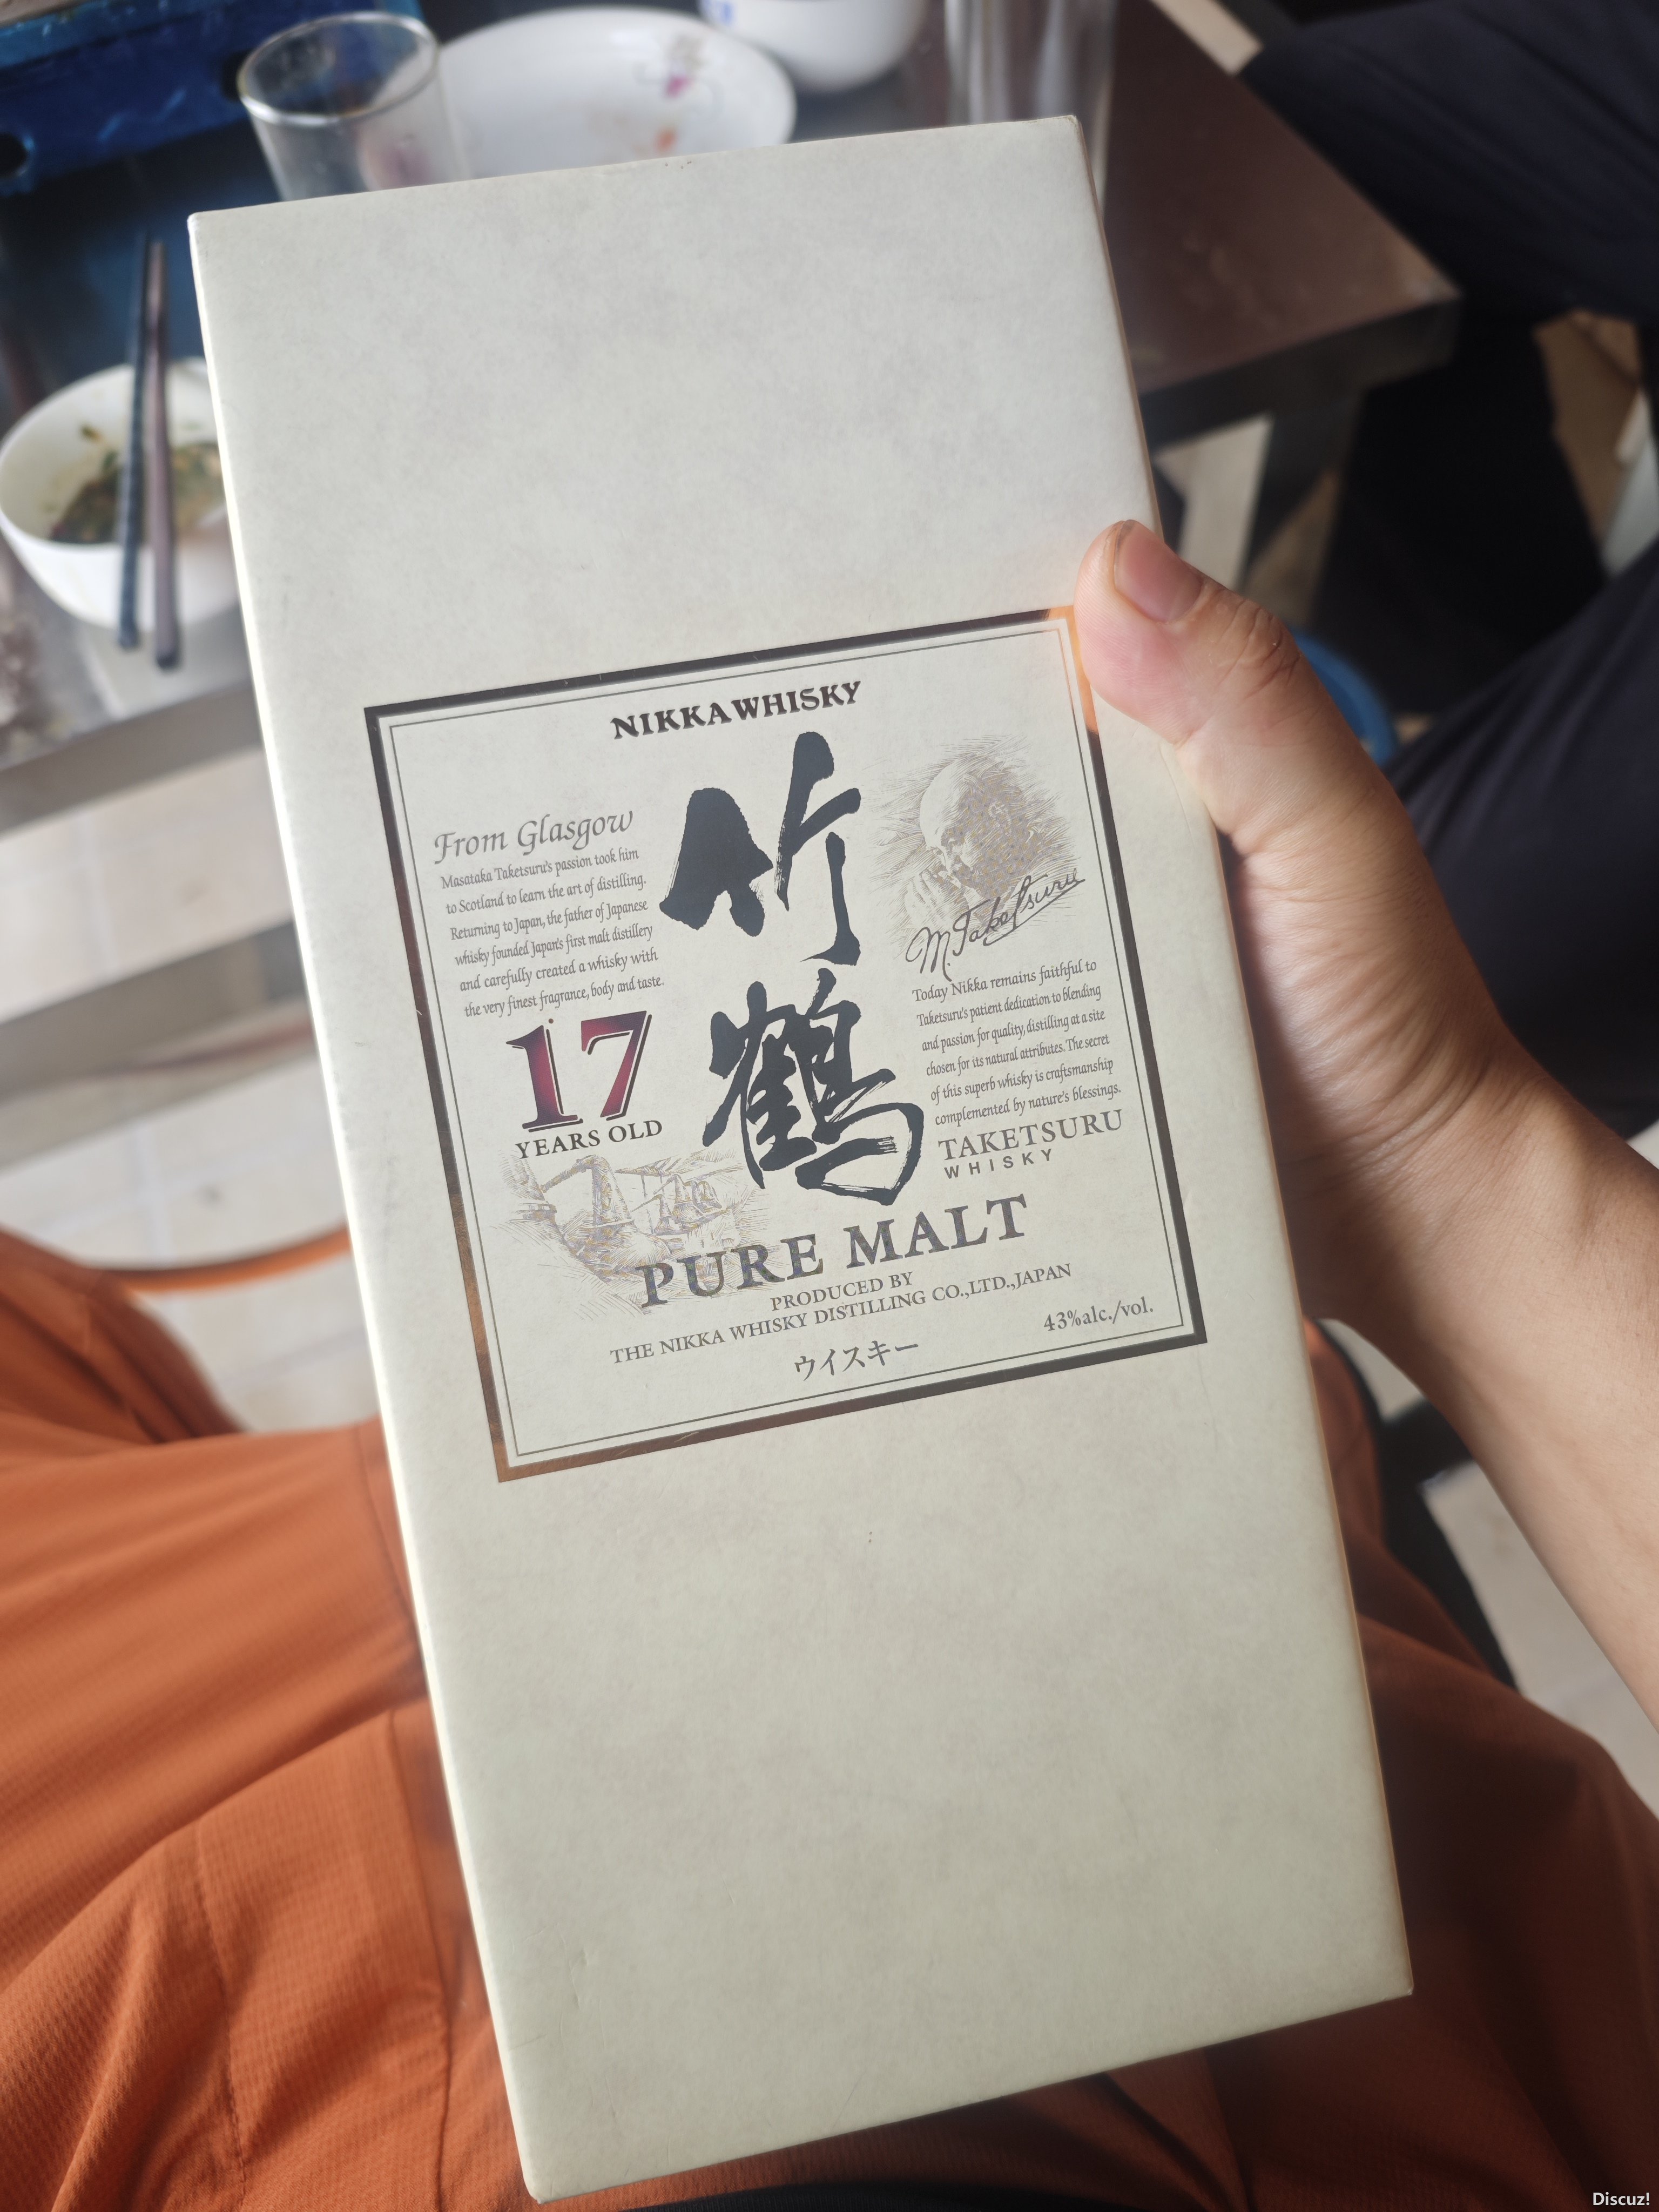 NIKKA WHISKY
竹鶴
From Glasgow
Masataka Taketsuru's passion took him
to Scotland to learn the art of distilling.
Returning to Japan, the father of Japanese
whisky founded Japan's first malt distillery
and carefully created a whisky with
the very finest fragrance, body and taste.
17
YEARS OLD
M. Taketsuru
Today Nikka remains faithful to
Taketsuru's patient dedication to blending
and passion for quality, distilling at a site
chosen for its natural attributes. The secret
of this superb whisky is craftsmanship
complemented by nature's blessings.
TAKETSURU
WHISKY
PURE MALT
PRODUCED BY
THE NIKKA WHISKY DISTILLING CO.,LTD.,JAPAN
43%alc./vol.
ウイスキー
Discuz!